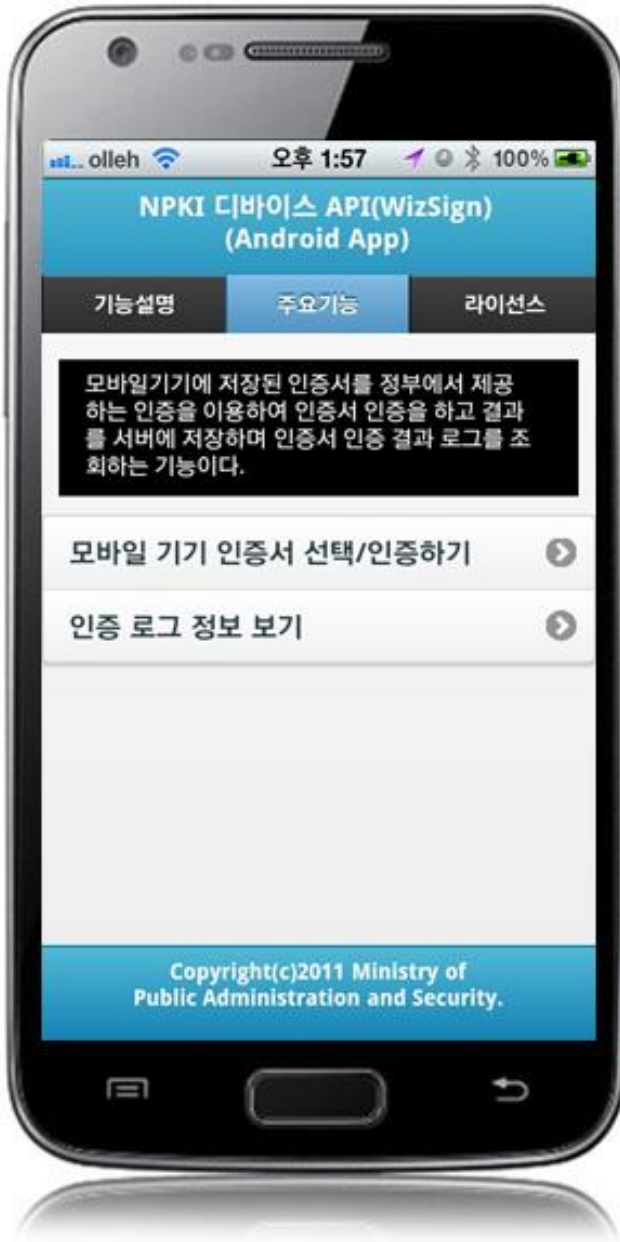 olleh 오후 1:57 100%
NPKI 디바이스 API(WizSign)
(Android App)
기능설명 주요기능 라이선스
모바일기기에 저장된 인증서를 정부에서 제공
하는 인증을 이용하여 인증서 인증을 하고 결과
를 서버에 저장하며 인증서 인증 결과 로그를 조
회하는 기능이다.
모바일 기기 인증서 선택/인증하기
인증 로그 정보 보기
Copyright(c)2011 Ministry of
Public Administration and Security.